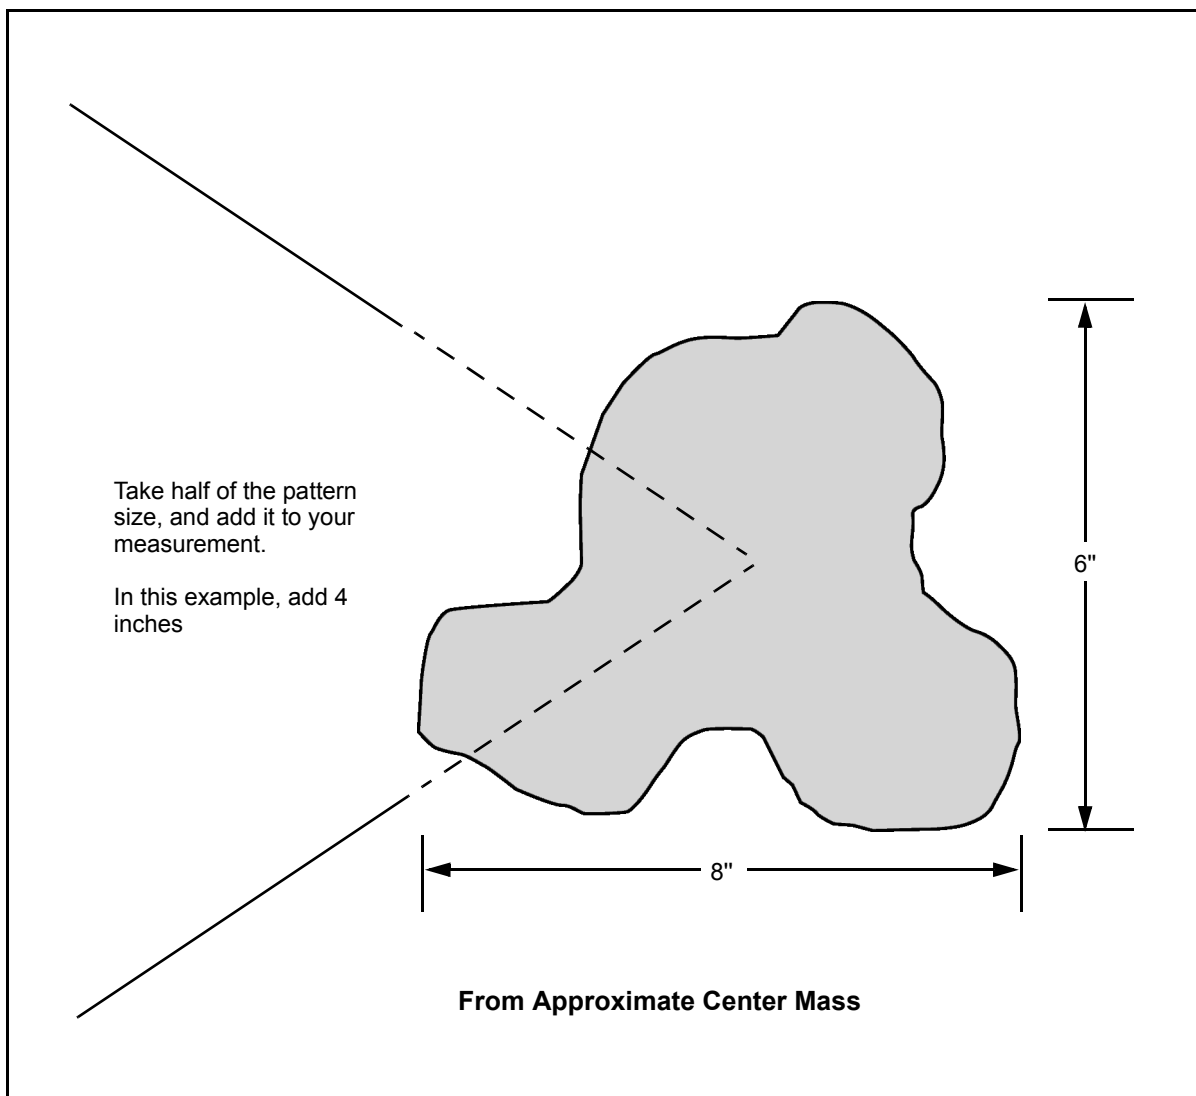 Take half of the pattern
size, and add it to your
measurement.
In this example, add 4
inches
6"
8"
From Approximate Center Mass